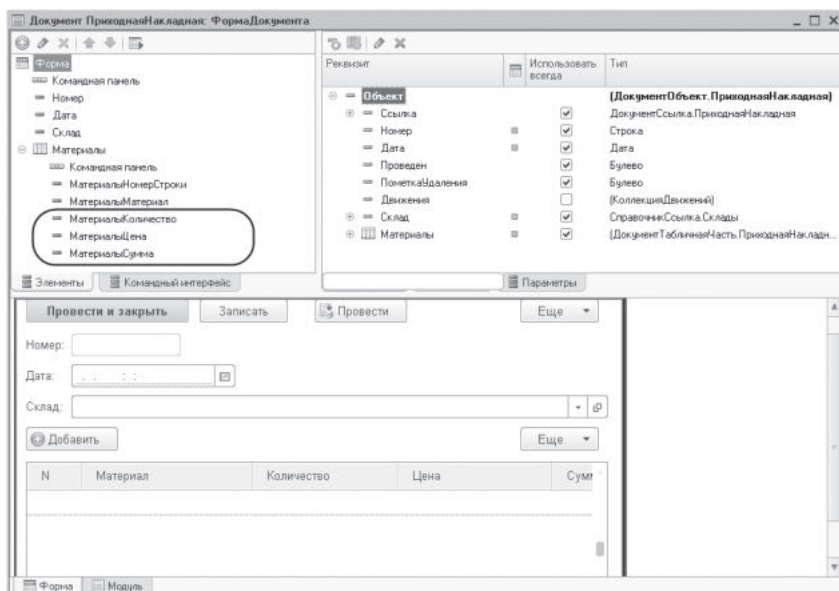 Документ ПриходнаяНакладная: ФормаДокумента
Форма
Командная панель
Номер
Дата
Склад
Материалы
Командная панель
МатериалыНомерСтроки
МатериалыМатериал
МатериалыКоличество
МатериалыЦена
МатериалыСумма
Элементы
Командный интерфейс
Реквизит Использовать всегда Тип
Объект (ДокументОбъект.ПриходнаяНакладная)
Ссылка ДокументСсылка.ПриходнаяНакладная
Номер Строка
Дата Дата
Проведен Булево
ПометкаУдаления Булево
Движения (КоллекцияДвижений)
Склад СправочникСсылка.Склады
Материалы (ДокументТабличнаяЧасть.ПриходнаяНакладн...
Параметры
Провести и закрыть Записать Провести Еще
Номер:
Дата: . . : :
Склад:
Добавить Еще
N Материал Количество Цена Сумм
Форма Модуль